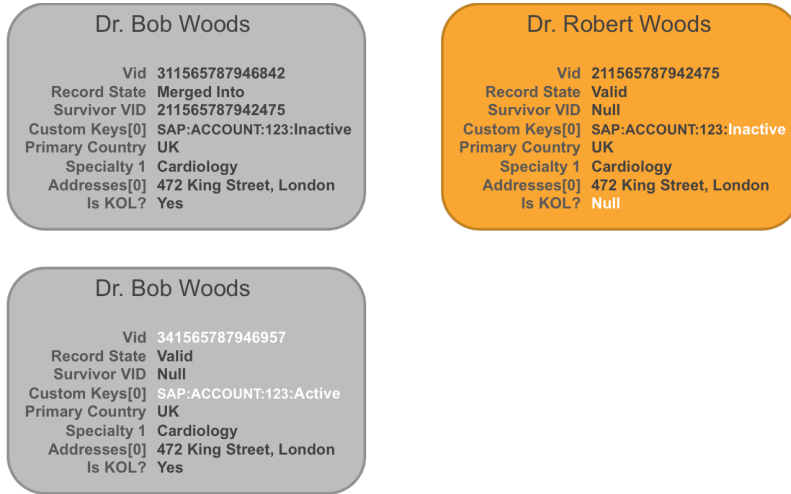 Dr. Bob Woods
Vid 311565787946842
Record State Merged Into
Survivor VID 211565787942475
Custom Keys[0] SAP:ACCOUNT:123:Inactive
Primary Country UK
Specialty 1 Cardiology
Addresses[0] 472 King Street, London
Is KOL? Yes
Dr. Robert Woods
Vid 211565787942475
Record State Valid
Survivor VID Null
Custom Keys[0] SAP:ACCOUNT:123:Inactive
Primary Country UK
Specialty 1 Cardiology
Addresses[0] 472 King Street, London
Is KOL? Null
Dr. Bob Woods
Vid 341565787946957
Record State Valid
Survivor VID Null
Custom Keys[0] SAP:ACCOUNT:123:Active
Primary Country UK
Specialty 1 Cardiology
Addresses[0] 472 King Street, London
Is KOL? Yes